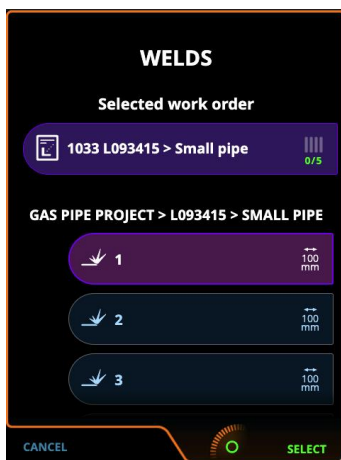 WELDS
Selected work order
1033 L093415 > Small pipe
0/5
GAS PIPE PROJECT > L093415 > SMALL PIPE
1
100
mm
2
100
mm
3
100
mm
CANCEL
SELECT